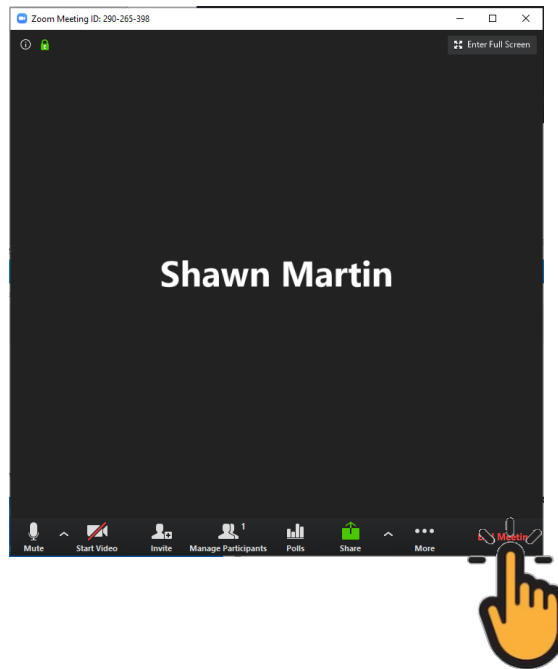 Zoom Meeting ID: 290-265-398
Enter Full Screen
Shawn Martin
1
Mute Start Video Invite Manage Participants Polls Share More